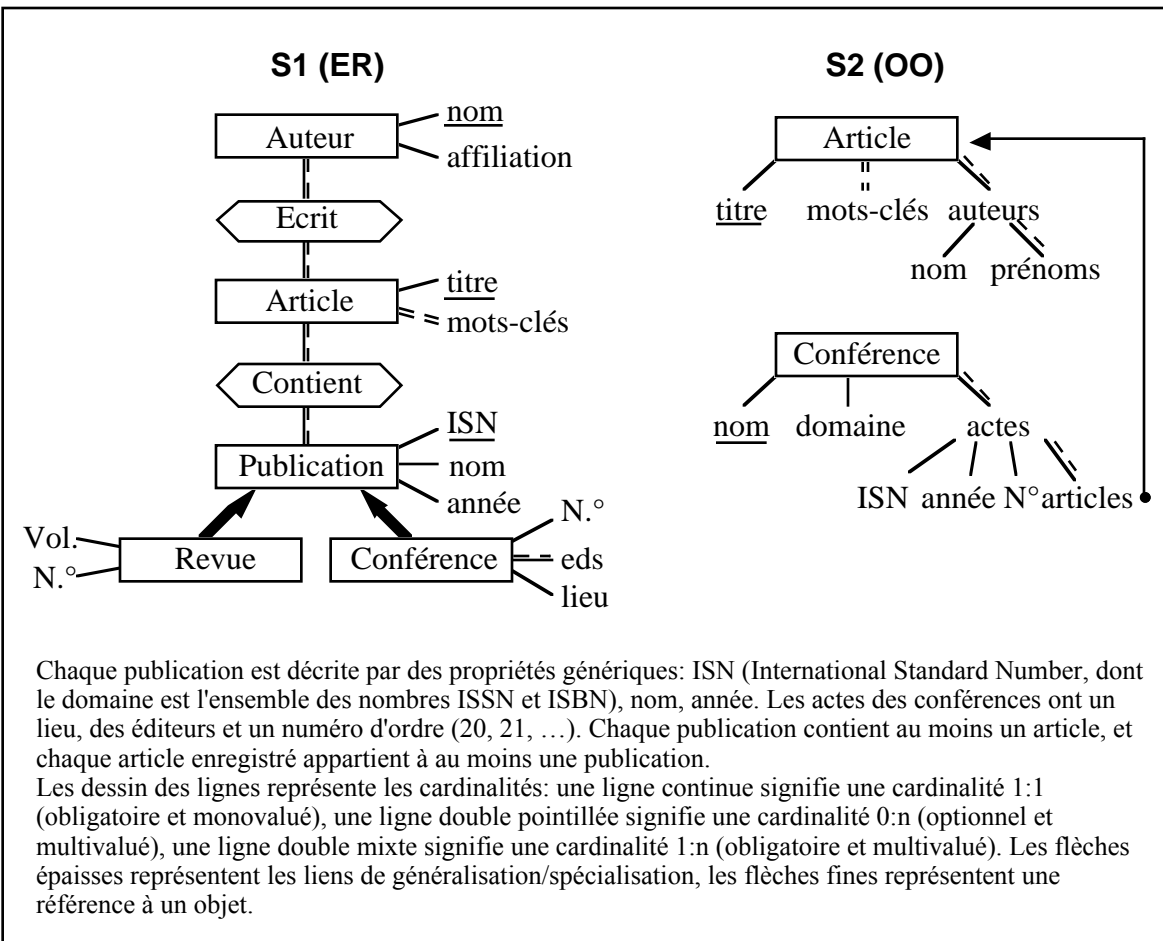 S1 (ER)
S2 (OO)
Auteur
nom
affiliation
Ecrit
Article
titre
mots-clés
Contient
Publication
ISN
nom
année
Revue
Vol.
N.°
Conférence
N.°
eds
lieu
Article
titre mots-clés auteurs
nom prénoms
Conférence
nom domaine actes
ISN année N° articles
Chaque publication est décrite par des propriétés génériques: ISN (International Standard Number, dont
le domaine est l'ensemble des nombres ISSN et ISBN), nom, année. Les actes des conférences ont un
lieu, des éditeurs et un numéro d'ordre (20, 21, …). Chaque publication contient au moins un article, et
chaque article enregistré appartient à au moins une publication.
Les dessin des lignes représente les cardinalités: une ligne continue signifie une cardinalité 1:1
(obligatoire et monovalué), une ligne double pointillée signifie une cardinalité 0:n (optionnel et
multivalué), une ligne double mixte signifie une cardinalité 1:n (obligatoire et multivalué). Les flèches
épaisses représentent les liens de généralisation/spécialisation, les flèches fines représentent une
référence à un objet.